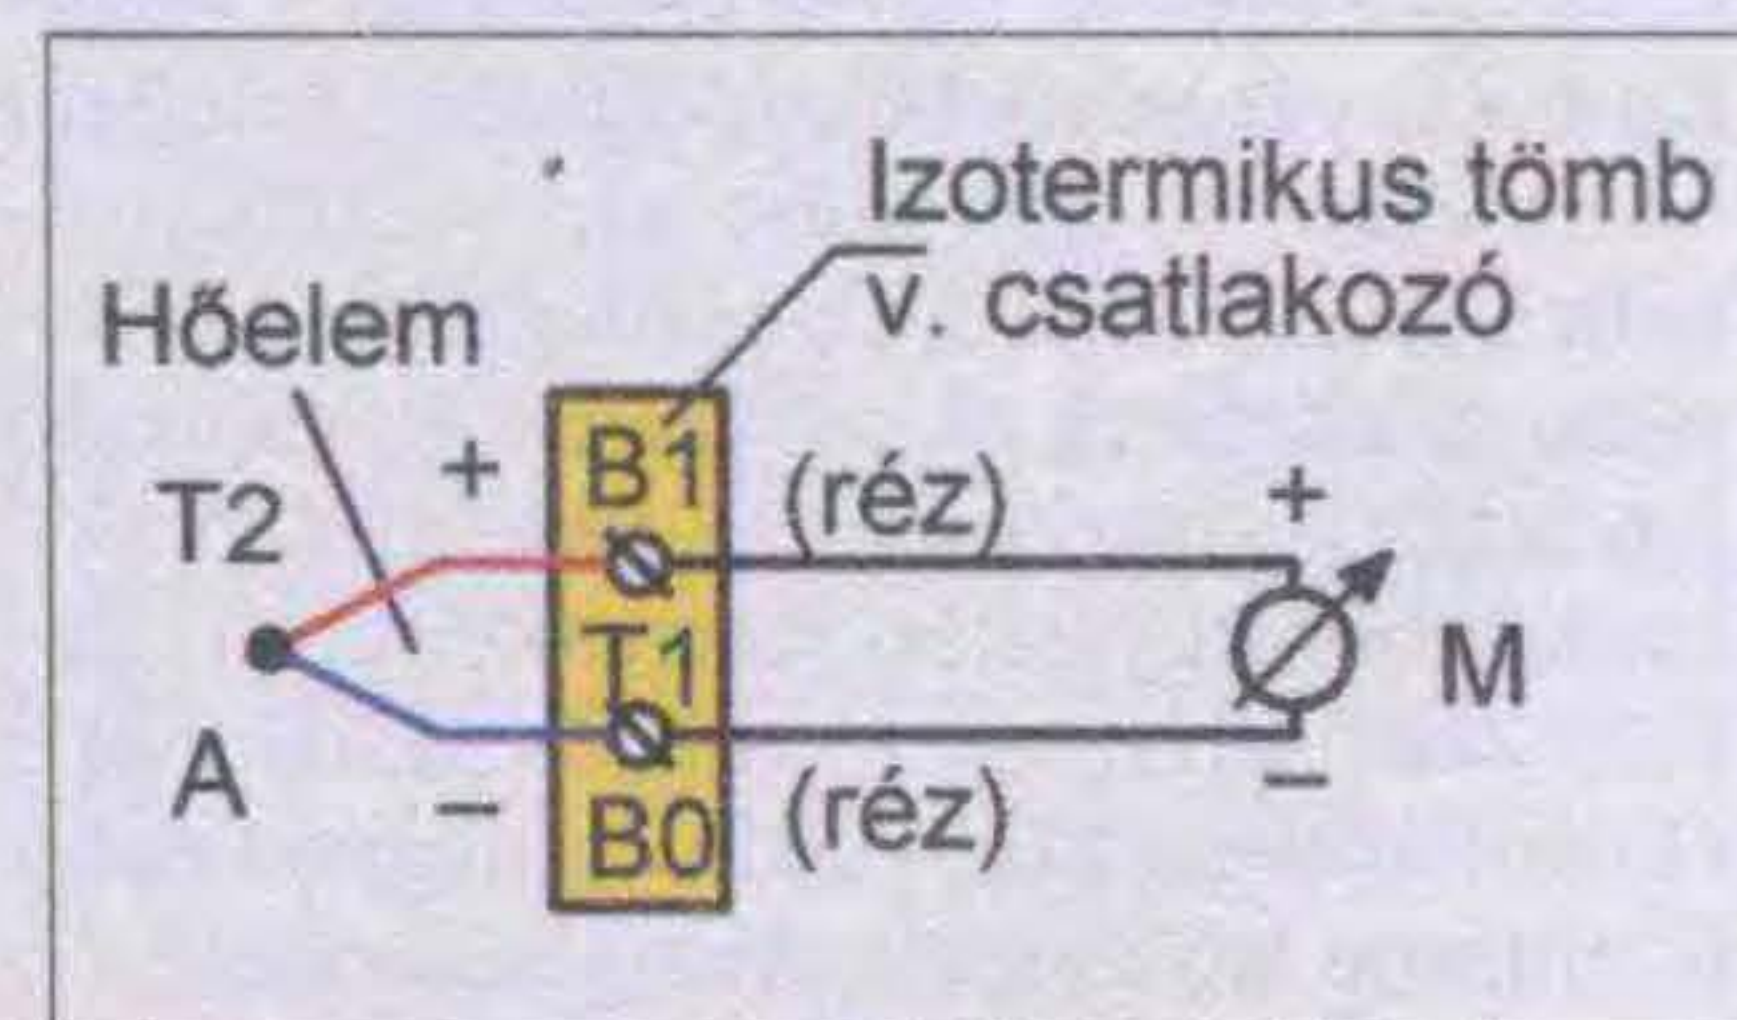 Izotermikus tömb
v. csatlakozó
Hőelem
+
B1
(réz)
+
T2
T1
M
A
–
B0
(réz)
–